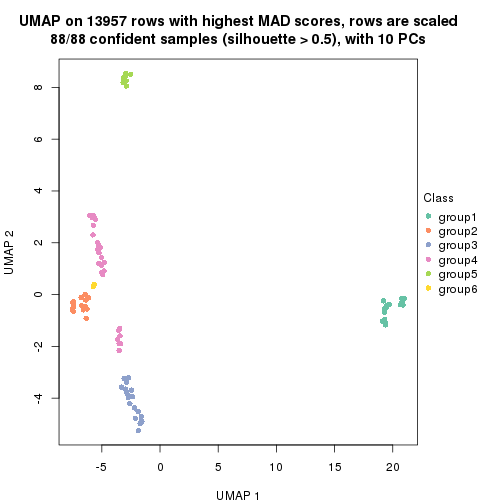 UMAP on 13957 rows with highest MAD scores, rows are scaled
88/88 confident samples (silhouette > 0.5), with 10 PCs
8
6
4
2
0
-2
-4
UMAP 2
-5
0
5
10
15
20
UMAP 1
Class
group1
group2
group3
group4
group5
group6